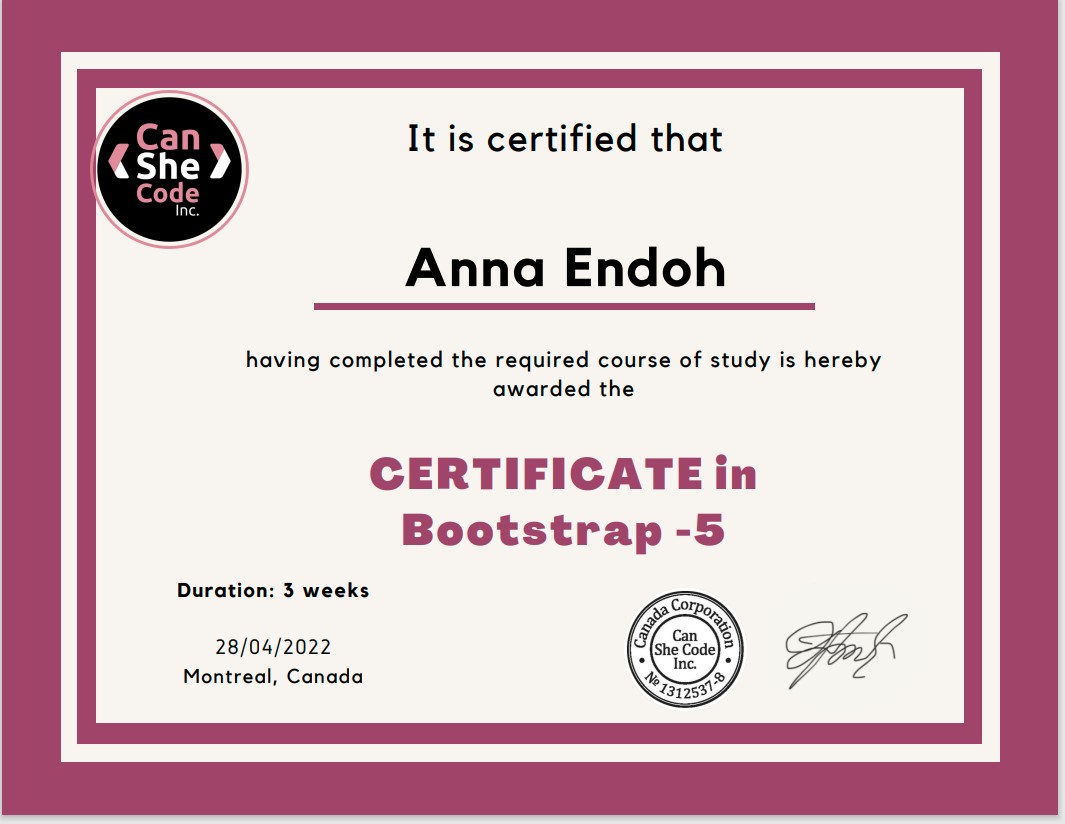 Can
She
Code
Inc.
It is certified that
Anna Endoh
having completed the required course of study is hereby
awarded the
CERTIFICATE in
Bootstrap -5
Duration: 3 weeks
28/04/2022
Montreal, Canada
Canada Corporation
Can
She Code
Inc.
№ 1312537-8